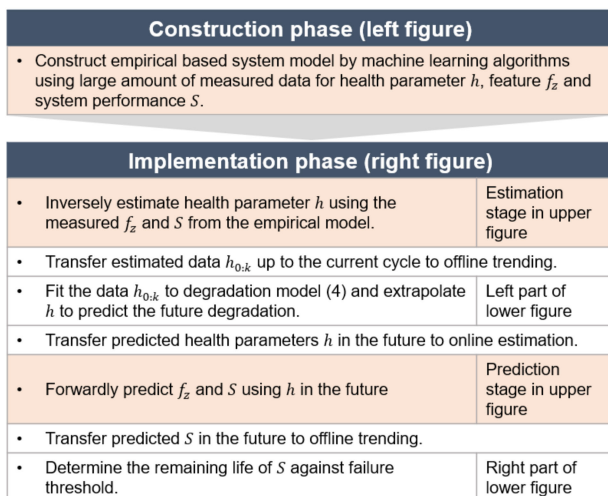 Construction phase (left figure)
• Construct empirical based system model by machine learning algorithms
using large amount of measured data for health parameter h, feature f_z and
system performance S.
Implementation phase (right figure)
• Inversely estimate health parameter h using the
measured f_z and S from the empirical model.
Estimation
stage in upper
figure
• Transfer estimated data h_{0:k} up to the current cycle to offline trending.
• Fit the data h_{0:k} to degradation model (4) and extrapolate
h to predict the future degradation.
Left part of
lower figure
• Transfer predicted health parameters h in the future to online estimation.
• Forwardly predict f_z and S using h in the future
Prediction
stage in upper
figure
• Transfer predicted S in the future to offline trending.
• Determine the remaining life of S against failure
threshold.
Right part of
lower figure